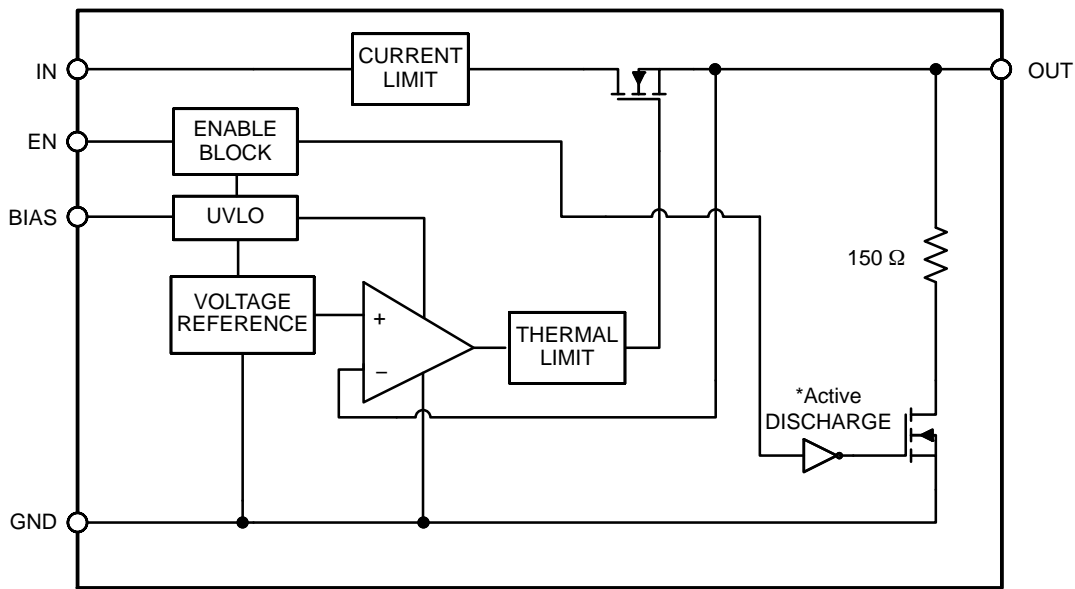 IN
CURRENT
LIMIT
OUT
EN
ENABLE
BLOCK
BIAS
UVLO
150 Ω
VOLTAGE
REFERENCE
+
−
THERMAL
LIMIT
*Active
DISCHARGE
GND